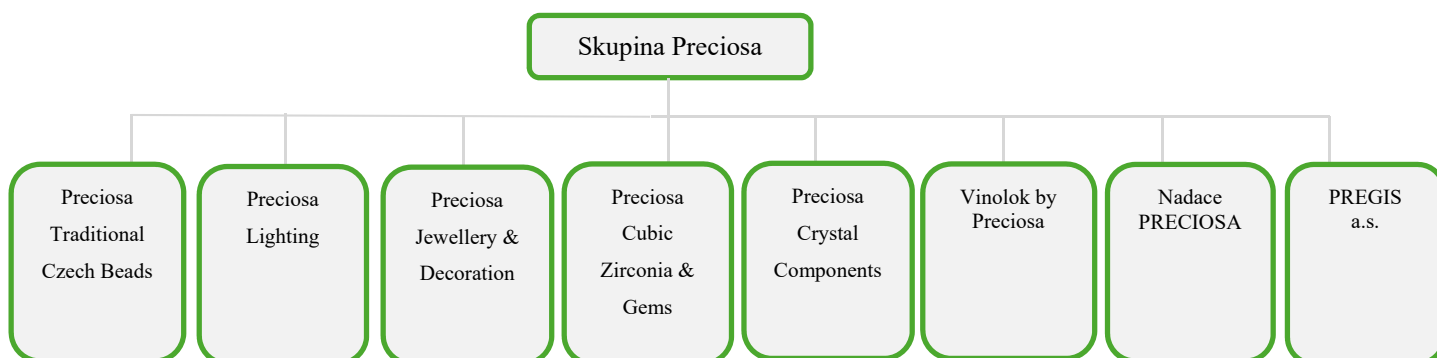 Skupina Preciosa
Preciosa
Traditional
Czech Beads
Preciosa
Lighting
Preciosa
Jewellery &
Decoration
Preciosa
Cubic
Zirconia &
Gems
Preciosa
Crystal
Components
Vinolok by
Preciosa
Nadace
PRECIOSA
PREGIS
a.s.